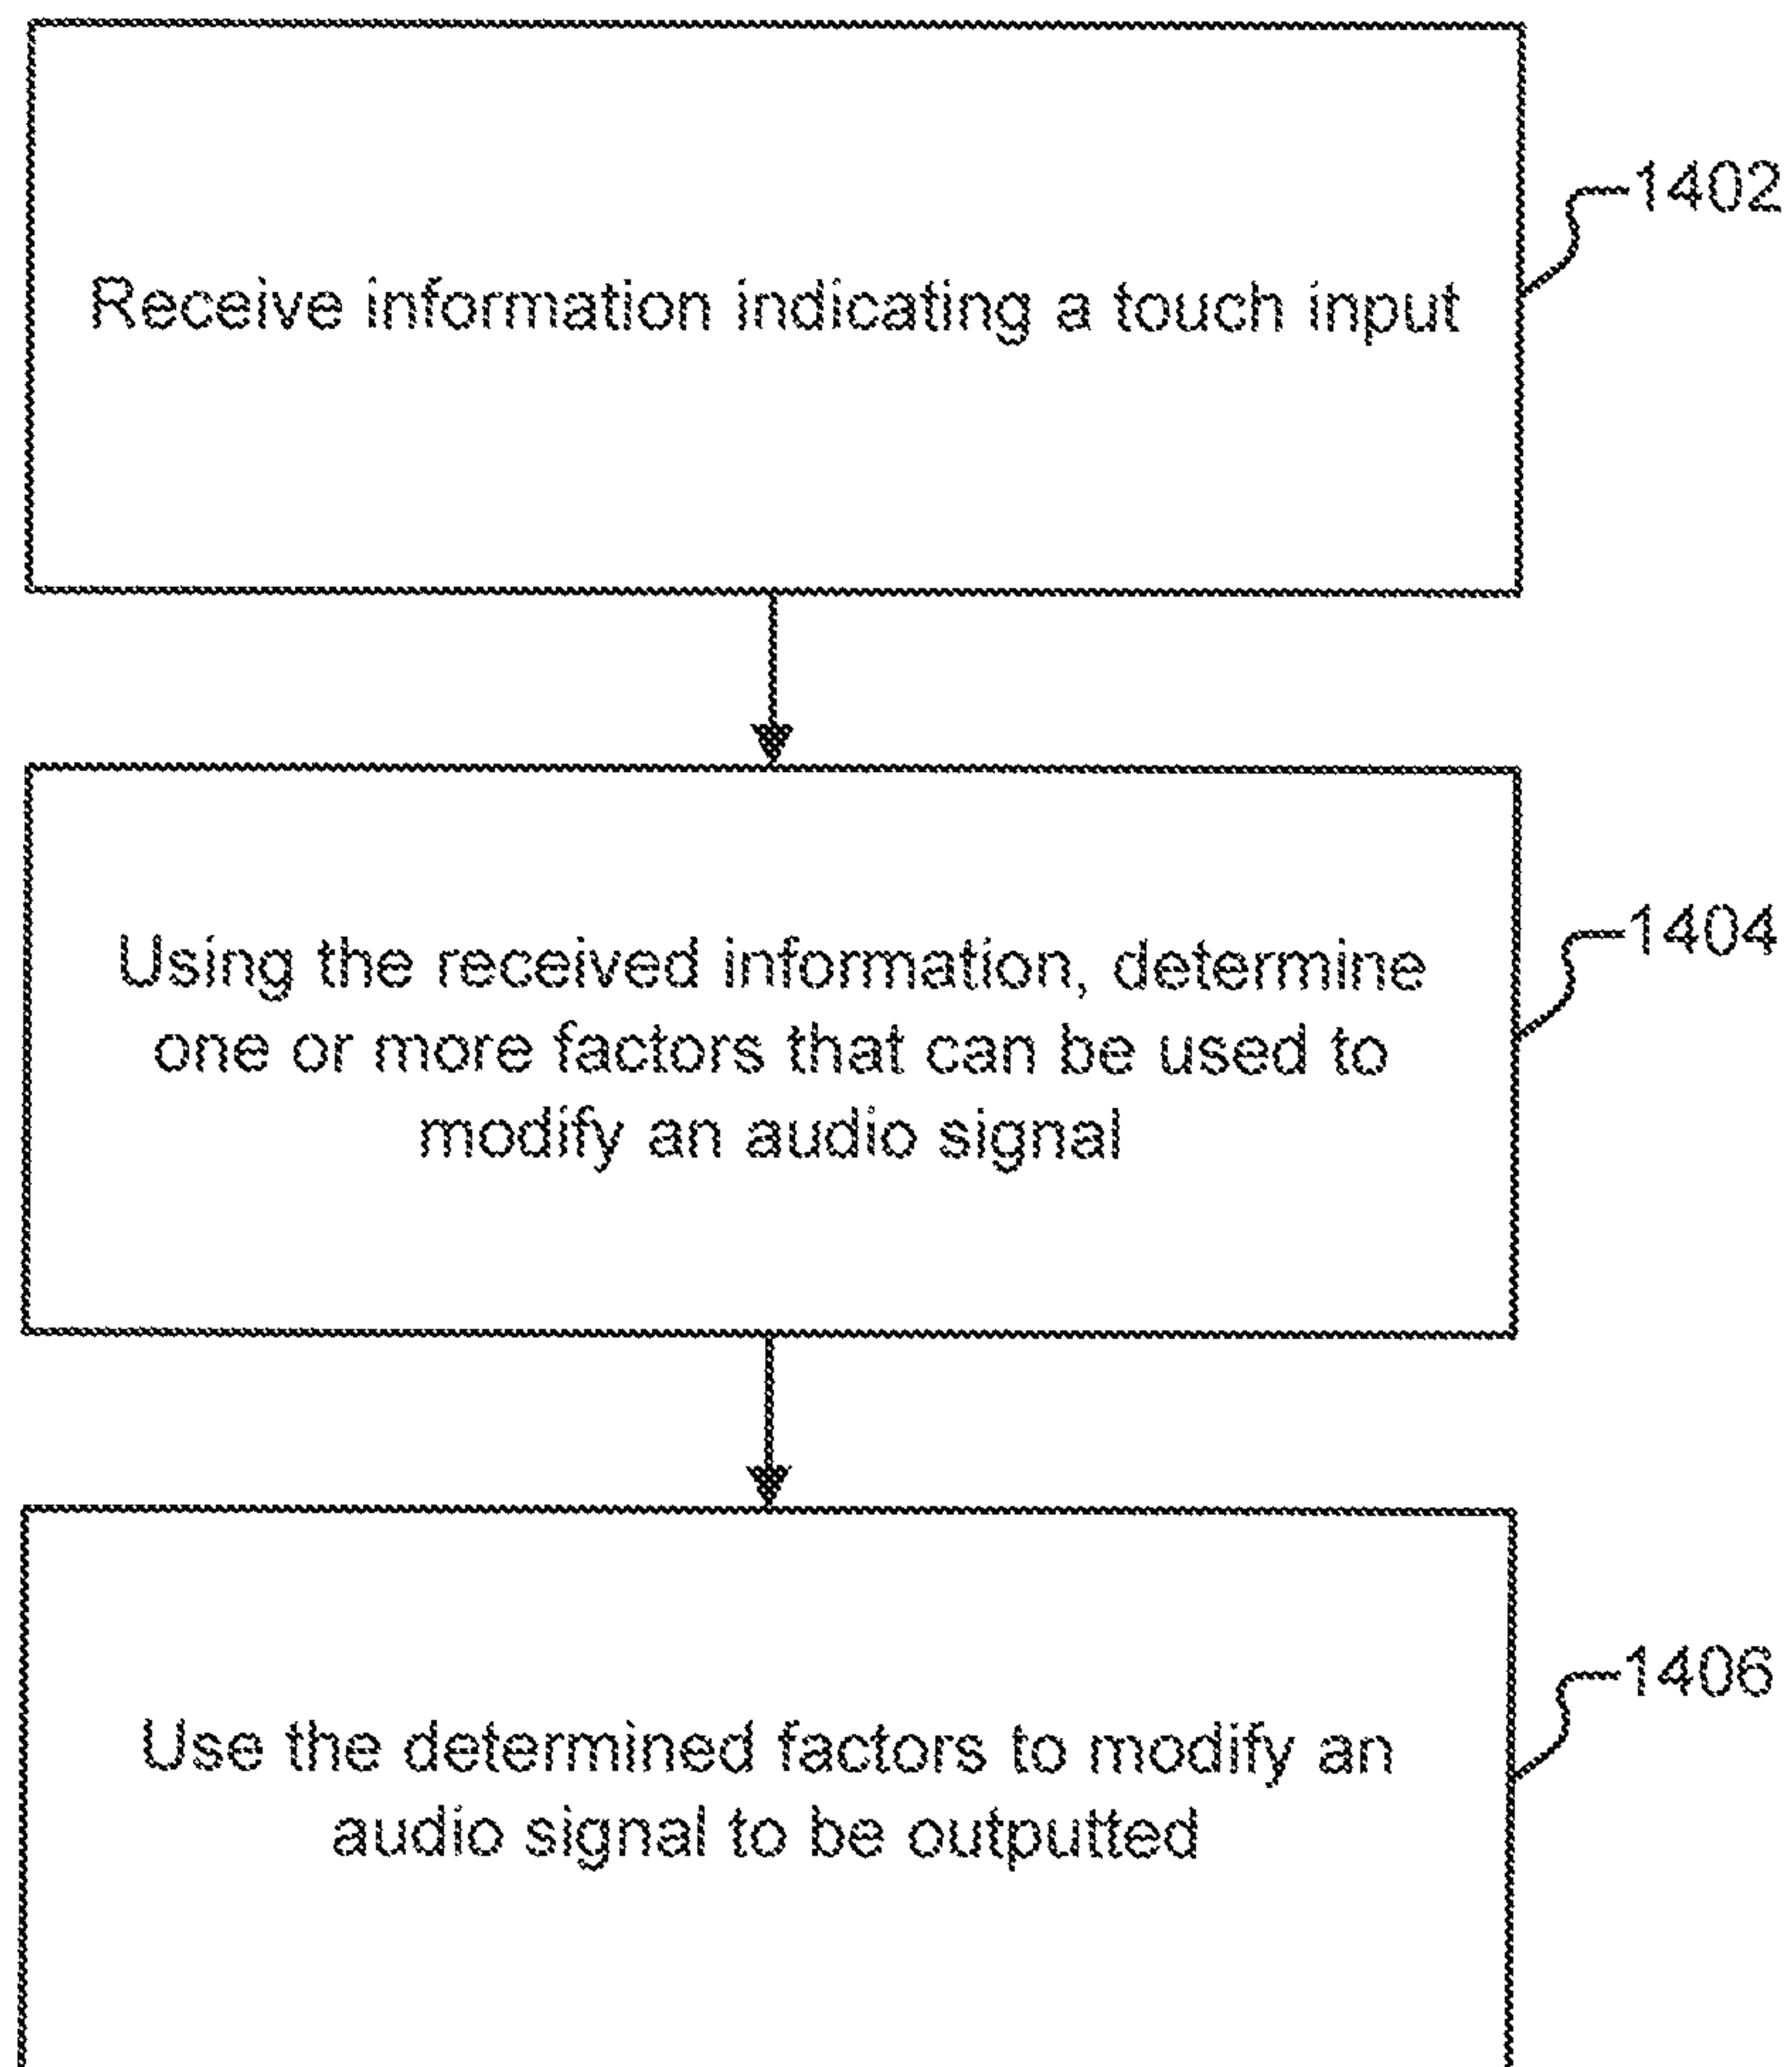 1402
Receive information indicating a touch input
1404
Using the received information, determine
one or more factors that can be used to
modify an audio signal
1406
Use the determined factors to modify an
audio signal to be outputted